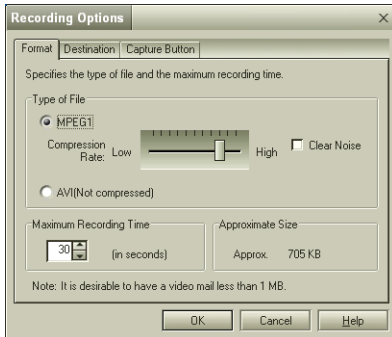 Recording Options
Format Destination Capture Button
Specifies the type of file and the maximum recording time.
Type of File
MPEG1
Compression Rate: Low High Clear Noise
AVI(Not compressed)
Maximum Recording Time Approximate Size
30 (in seconds) Approx. 705 KB
Note: It is desirable to have a video mail less than 1 MB.
OK Cancel Help